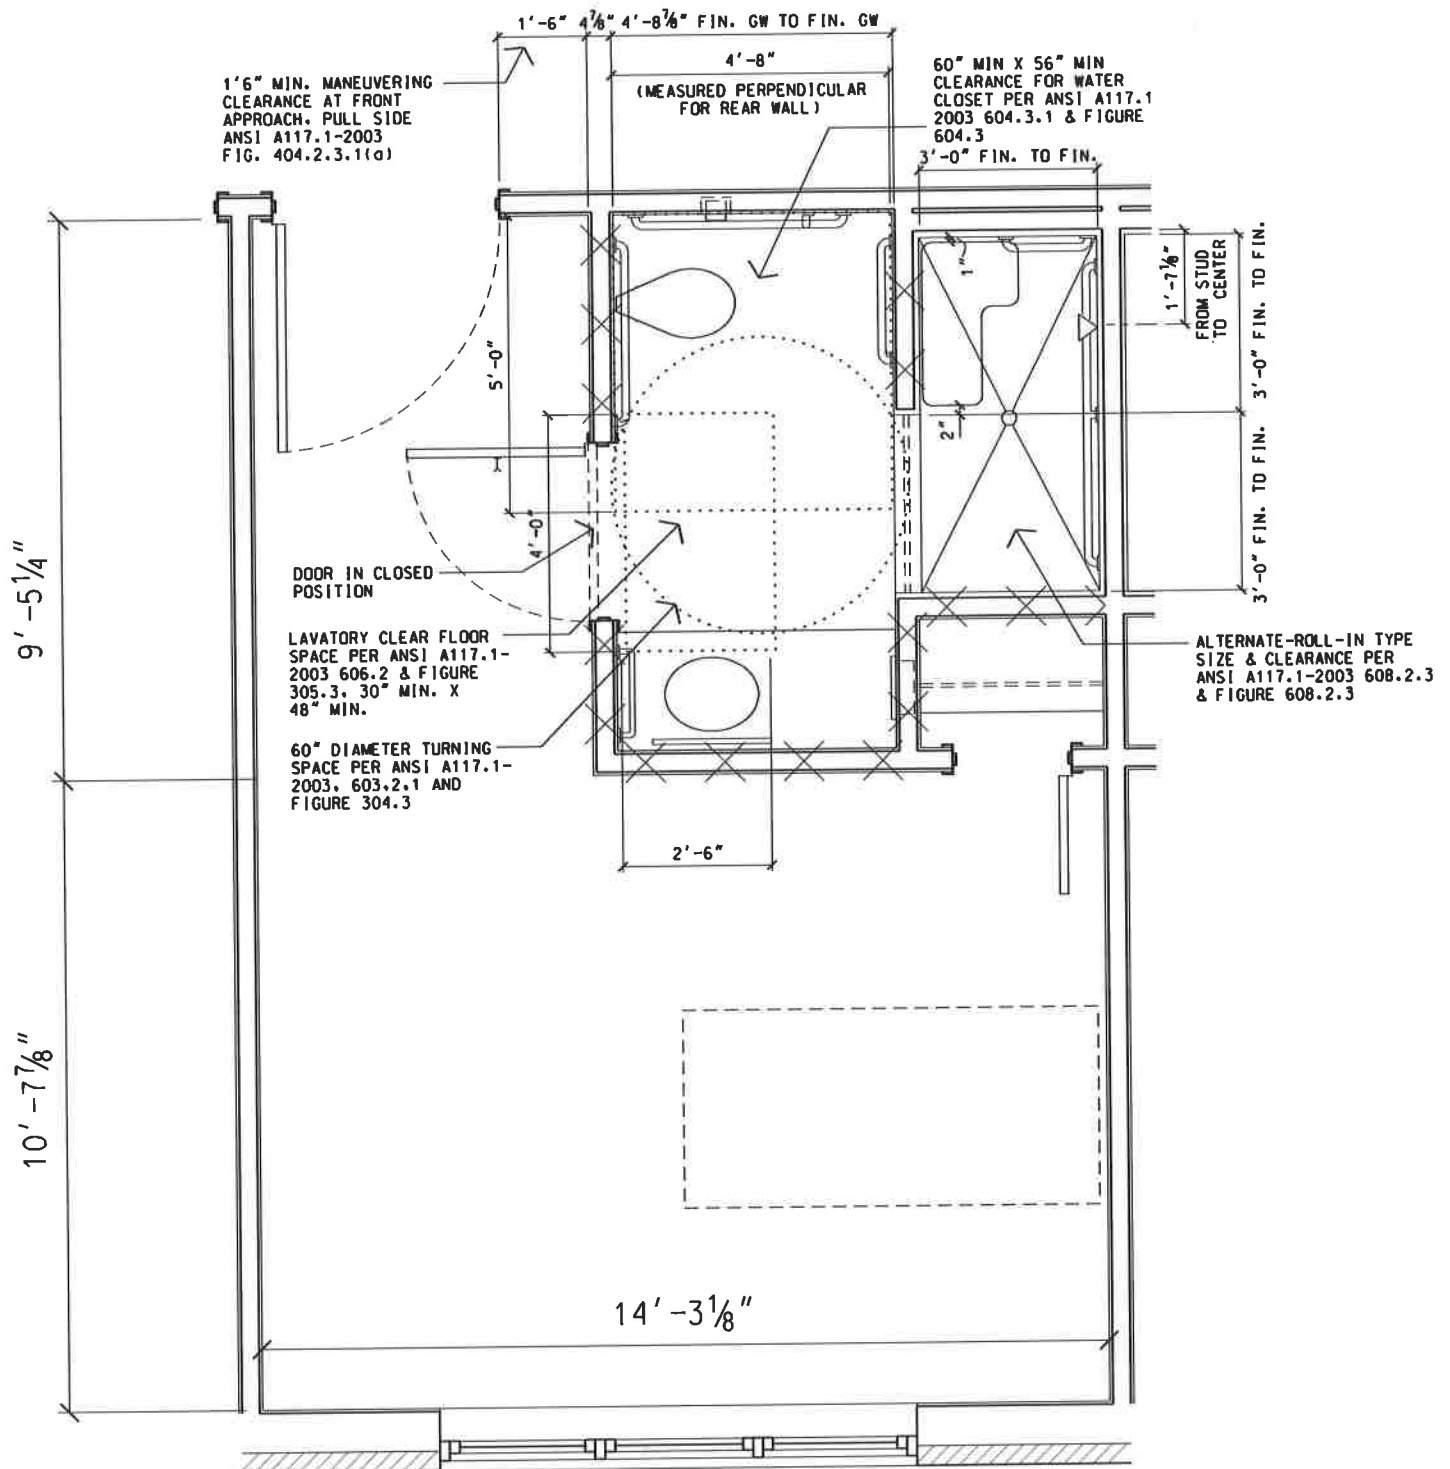 1'-6" 4⅞" 4'-8⅞" FIN. GW TO FIN. GW
4'-8"
(MEASURED PERPENDICULAR
FOR REAR WALL)
1'6" MIN. MANEUVERING
CLEARANCE AT FRONT
APPROACH. PULL SIDE
ANSI A117.1-2003
FIG. 404.2.3.1(a)
60" MIN X 56" MIN
CLEARANCE FOR WATER
CLOSET PER ANSI A117.1
2003 604.3.1 & FIGURE
604.3
3'-0" FIN. TO FIN.
1"
1'-7⅞"
FROM STUD
TO CENTER
3'-0" FIN. TO FIN.
5'-0"
2"
3'-0" FIN. TO FIN.
4'-0"
9'-5¼"
DOOR IN CLOSED
POSITION
LAVATORY CLEAR FLOOR
SPACE PER ANSI A117.1-
2003 606.2 & FIGURE
305.3. 30" MIN. X
48" MIN.
ALTERNATE-ROLL-IN TYPE
SIZE & CLEARANCE PER
ANSI A117.1-2003 608.2.3
& FIGURE 608.2.3
60" DIAMETER TURNING
SPACE PER ANSI A117.1-
2003. 603.2.1 AND
FIGURE 304.3
2'-6"
10'-7⅞"
14'-3⅛"